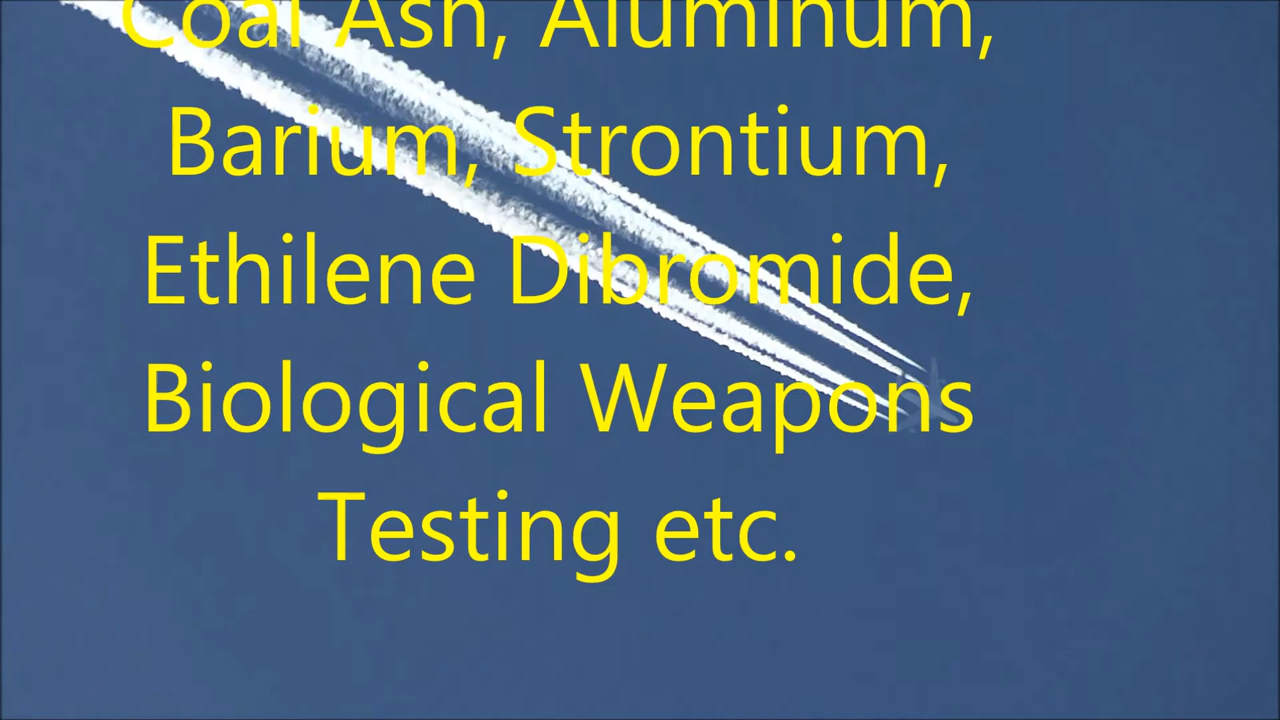 Coal Ash, Aluminum,
Barium, Strontium,
Ethilene Dibromide,
Biological Weapons
Testing etc.